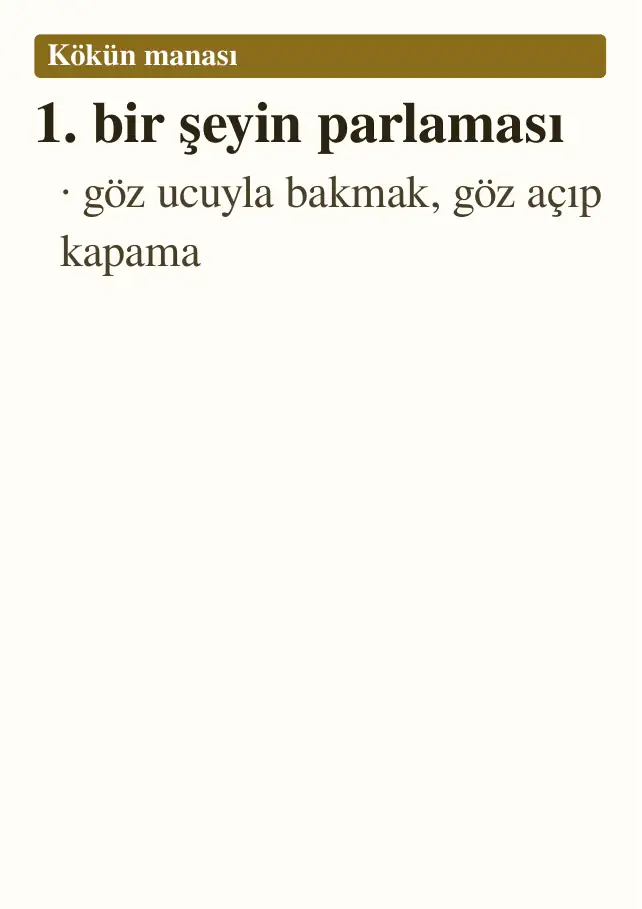 Kökün manası
1. bir şeyin parlaması
· göz ucuyla bakmak, göz açıp
kapama